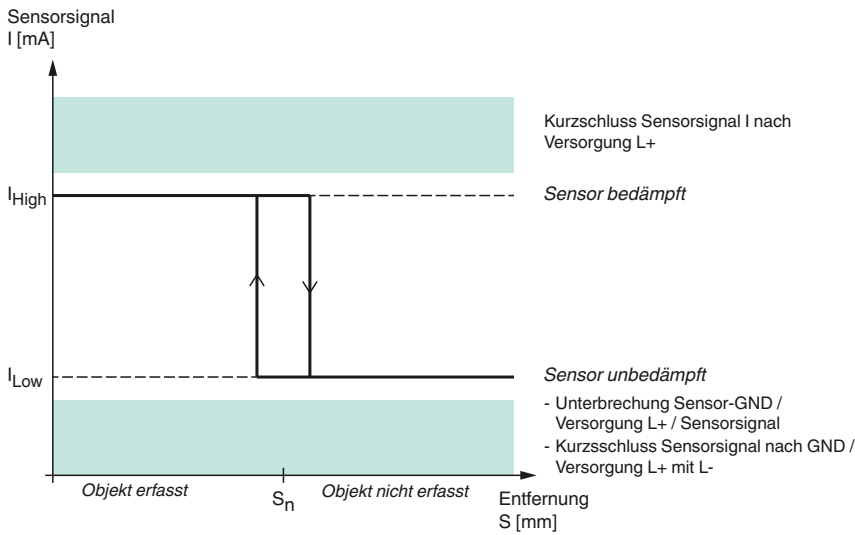 Sensorsignal
I [mA]
Kurzschluss Sensorsignal I nach
Versorgung L+
IHigh
Sensor bedämpft
ILow
Sensor unbedämpft
- Unterbrechung Sensor-GND /
Versorgung L+ / Sensorsignal
- Kurzsschluss Sensorsignal nach GND /
Versorgung L+ mit L-
Objekt erfasst
Sn
Objekt nicht erfasst
Entfernung
S [mm]